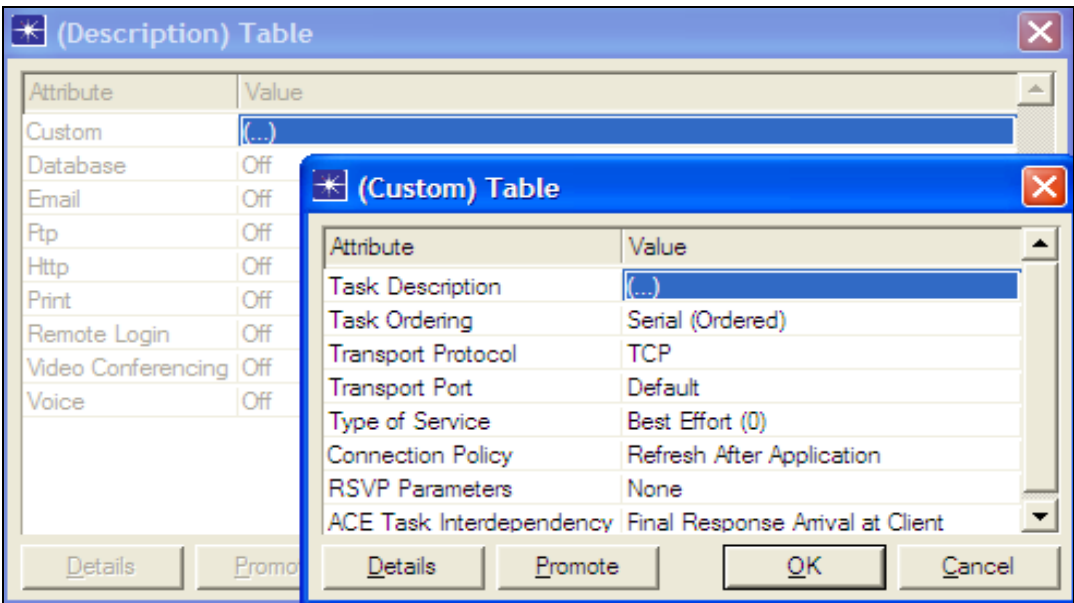 (Description) Table
Attribute Value
Custom (...)
Database Off
Email Off
Ftp Off
Http Off
Print Off
Remote Login Off
Video Conferencing Off
Voice Off
Details
(Custom) Table
Attribute Value
Task Description (...)
Task Ordering Serial (Ordered)
Transport Protocol TCP
Transport Port Default
Type of Service Best Effort (0)
Connection Policy Refresh After Application
RSVP Parameters None
ACE Task Interdependency Final Response Arrival at Client
Details Promote OK Cancel